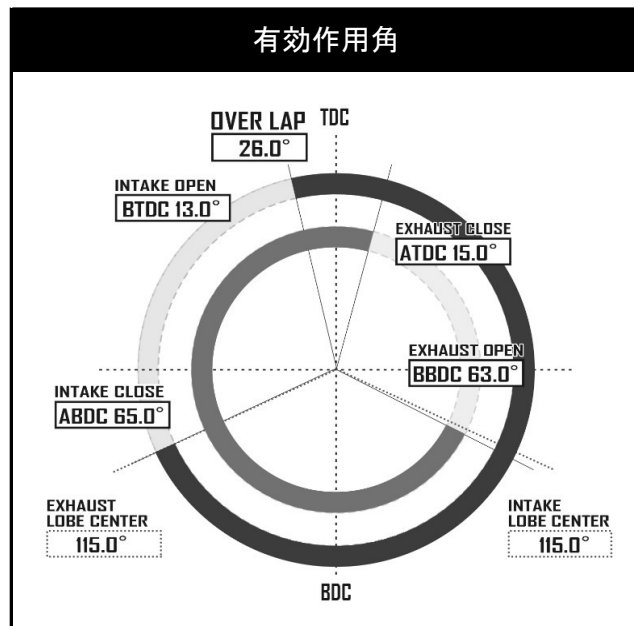 有効作用角
OVER LAP
26.0°
TDC
INTAKE OPEN
BTDC 13.0°
EXHAUST CLOSE
ATDC 15.0°
EXHAUST OPEN
BBDC 63.0°
INTAKE CLOSE
ABDC 65.0°
EXHAUST
LOBE CENTER
115.0°
INTAKE
LOBE CENTER
115.0°
BDC